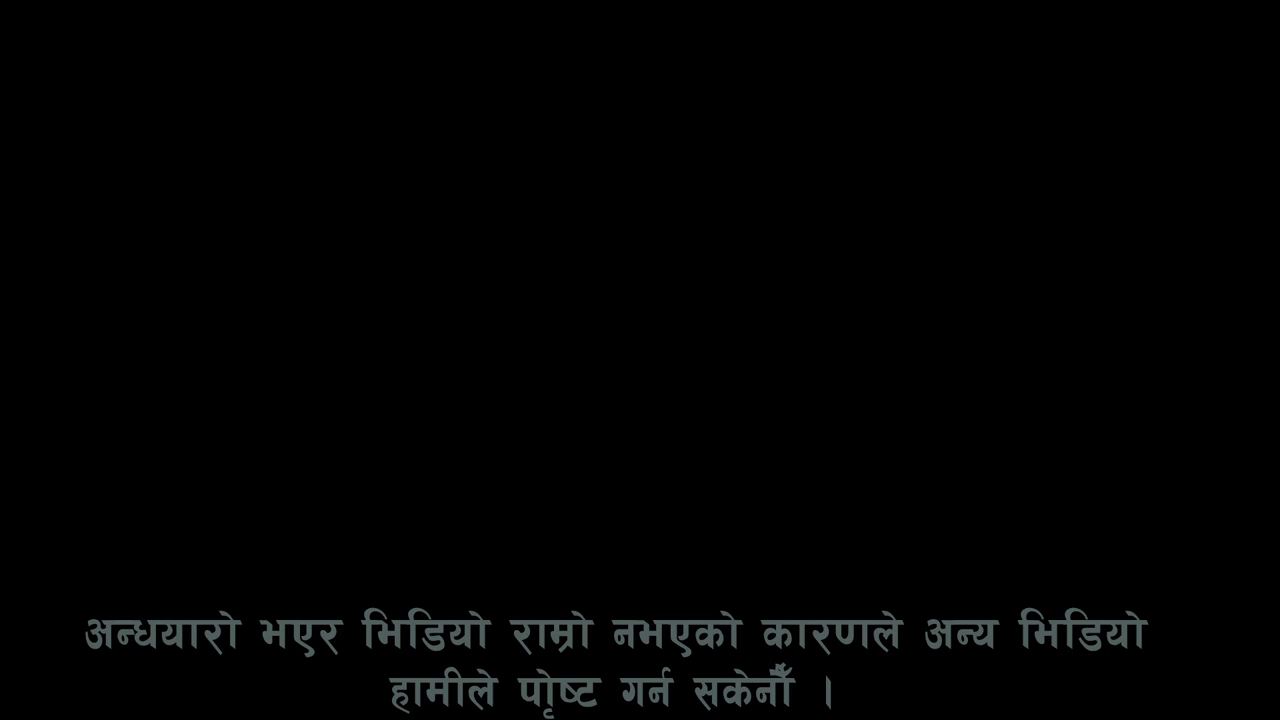 अन्धयारो भएर भिडियो राम्रो नभएको कारणले अन्य भिडियो
हामीले पोृष्ट गर्न सकेनौँ ।